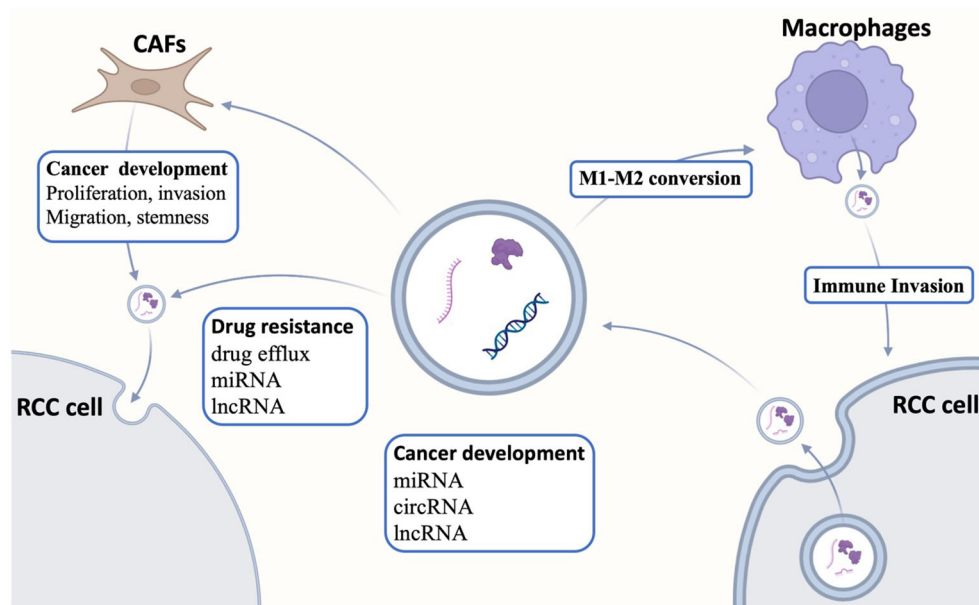 CAFs
Macrophages
Cancer development
Proliferation, invasion
Migration, stemness
M1-M2 conversion
Immune Invasion
Drug resistance
drug efflux
miRNA
lncRNA
RCC cell
RCC cell
Cancer development
miRNA
circRNA
lncRNA